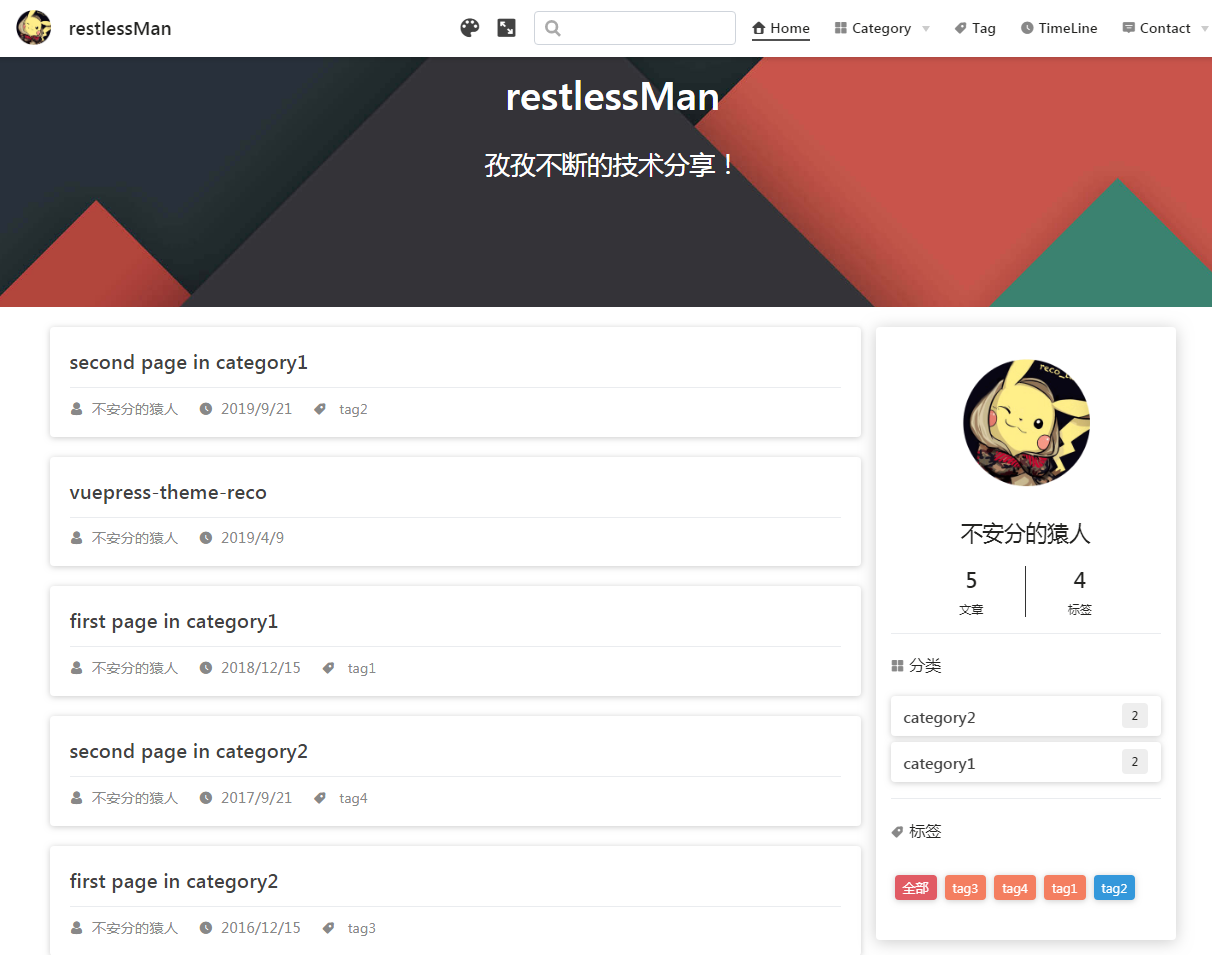 restlessMan
Home Category Tag TimeLine Contact
restlessMan
孜孜不断的技术分享！
second page in category1
不安分的猿人 2019/9/21 tag2
vuepress-theme-reco
不安分的猿人 2019/4/9
first page in category1
不安分的猿人 2018/12/15 tag1
second page in category2
不安分的猿人 2017/9/21 tag4
first page in category2
不安分的猿人 2016/12/15 tag3
不安分的猿人
5 4
文章 标签
分类
category2 2
category1 2
标签
全部 tag3 tag4 tag1 tag2